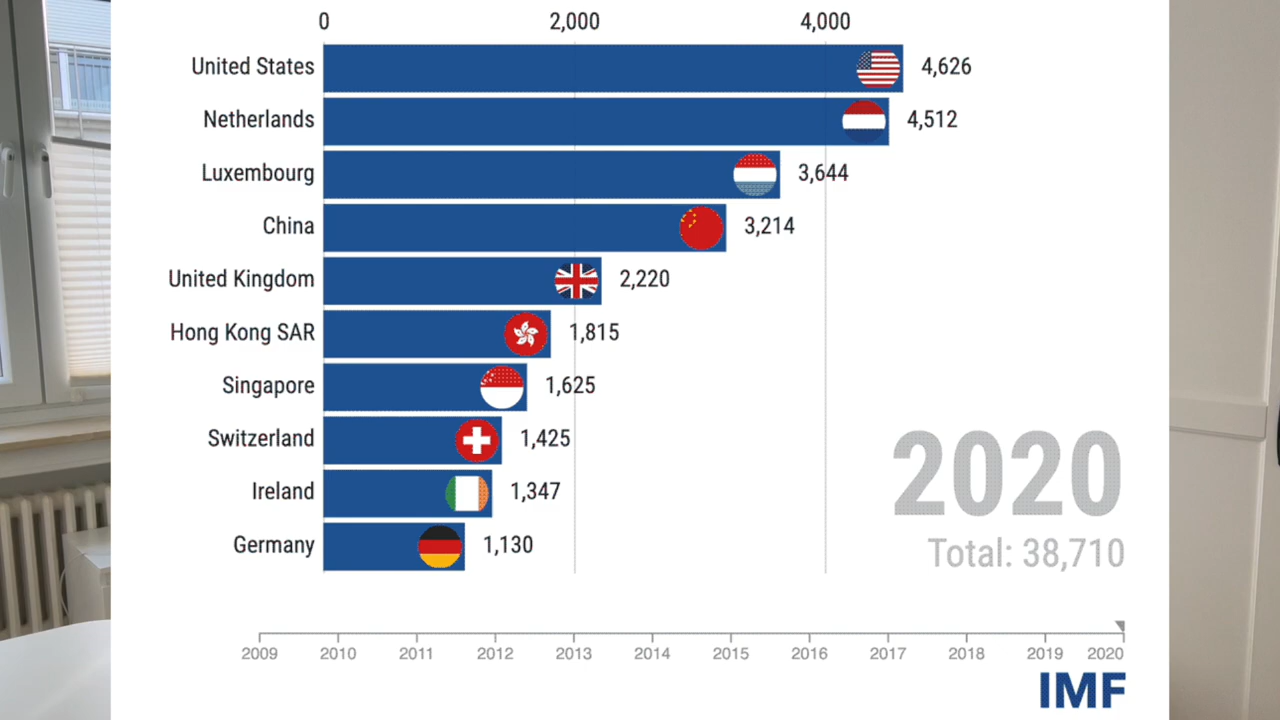 0 2,000 4,000
United States 4,626
Netherlands 4,512
Luxembourg 3,644
China 3,214
United Kingdom 2,220
Hong Kong SAR 1,815
Singapore 1,625
Switzerland 1,425
Ireland 1,347
Germany 1,130
2020
Total: 38,710
2009 2010 2011 2012 2013 2014 2015 2016 2017 2018 2019 2020
IMF